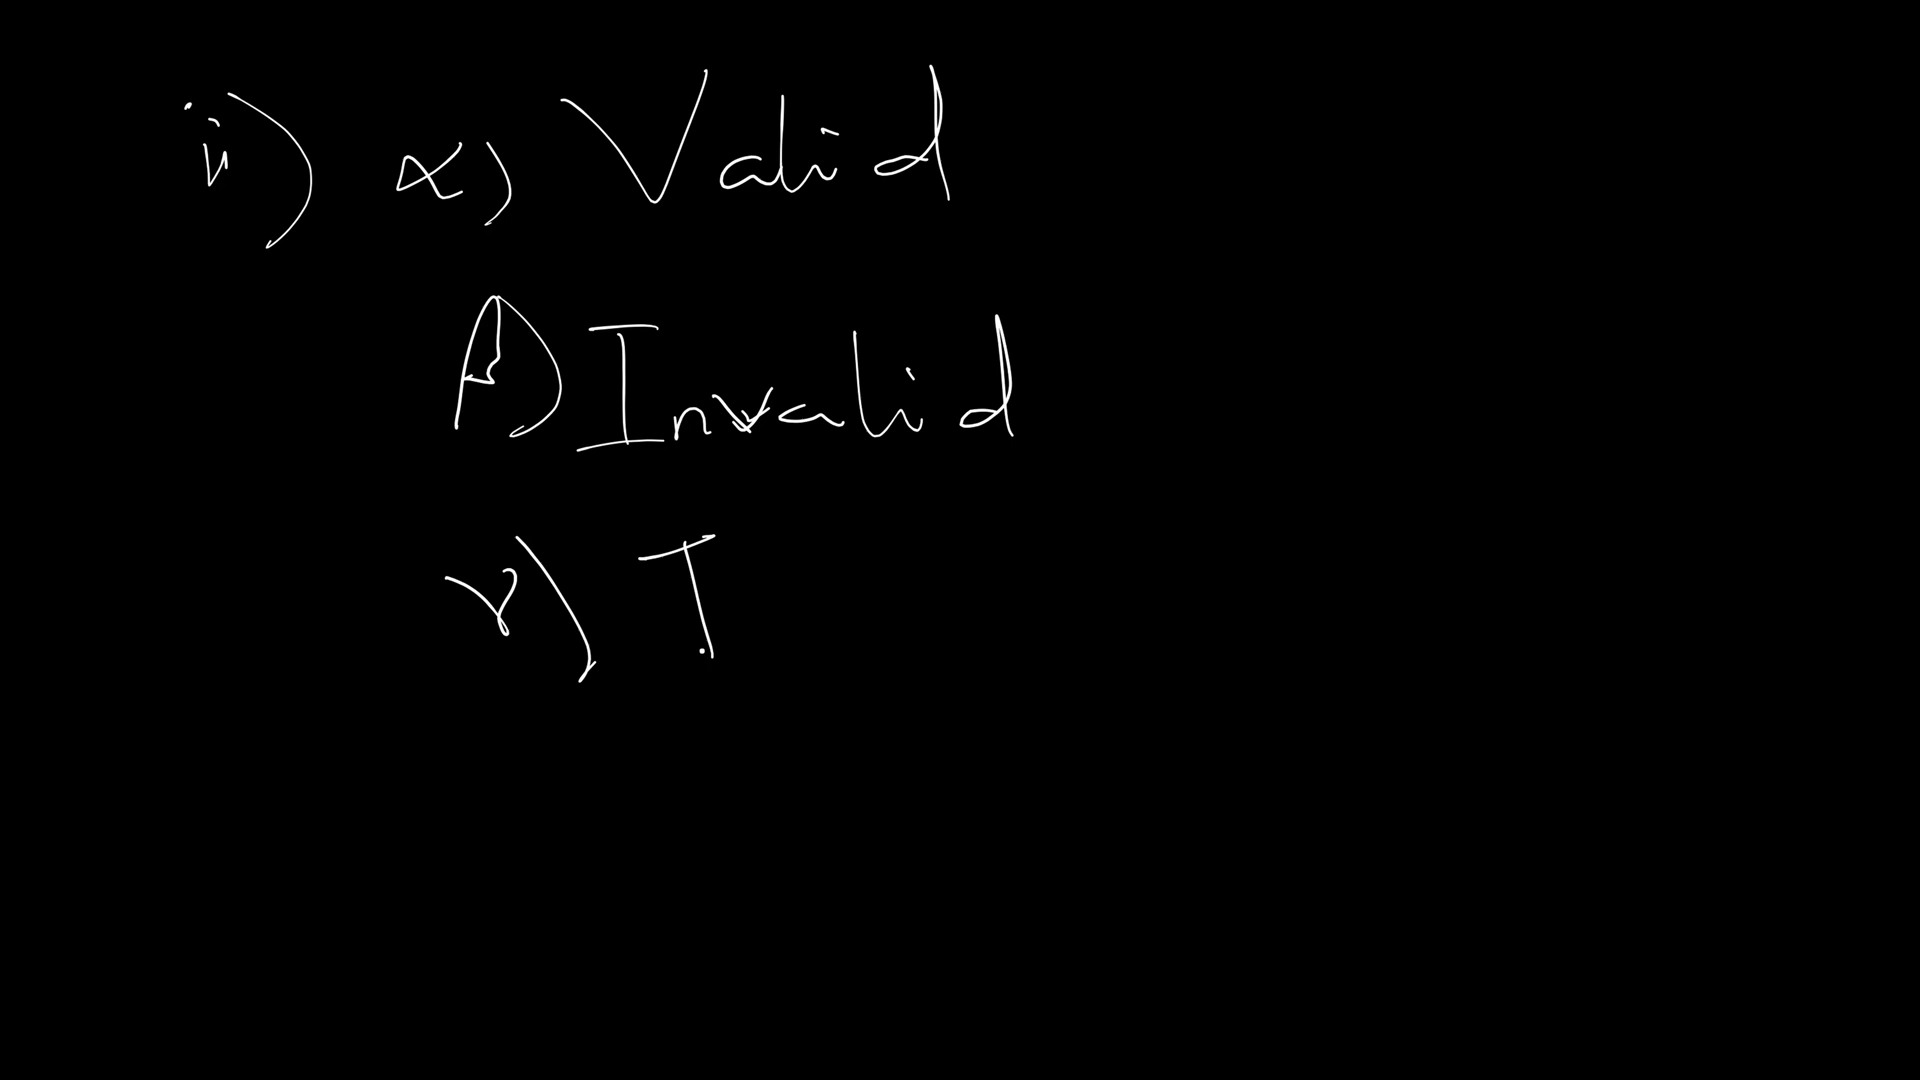 ii) α) Valid
β) Invalid
γ) T.